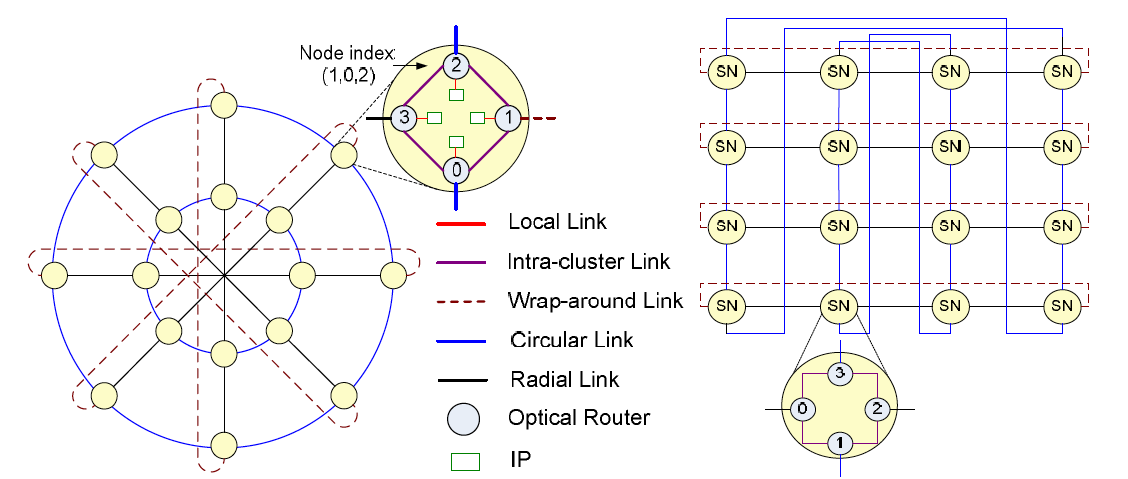 Node index
(1,0,2)
2
3
1
0
Local Link
Intra-cluster Link
Wrap-around Link
Circular Link
Radial Link
Optical Router
IP
SN SN SN SN
SN SN SN SN
SN SN SN SN
SN SN SN SN
3
0 2
1